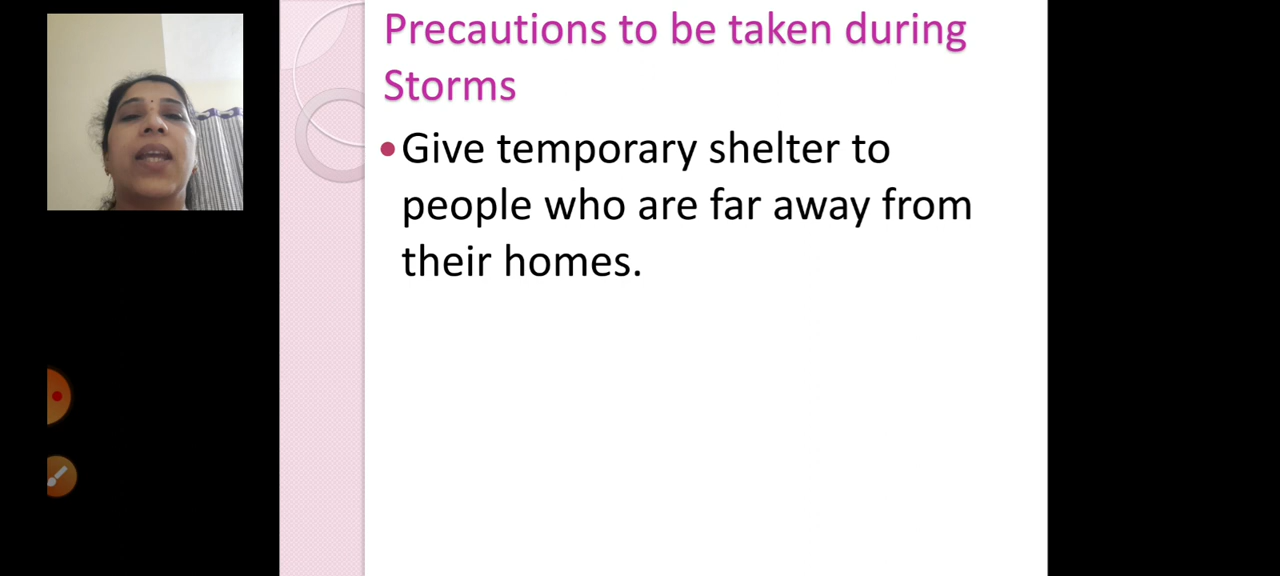 Precautions to be taken during
Storms
•Give temporary shelter to
people who are far away from
their homes.